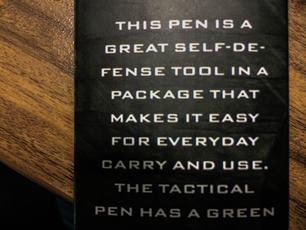 THIS PEN IS A
GREAT SELF-DE-
FENSE TOOL IN A
PACKAGE THAT
MAKES IT EASY
FOR EVERYDAY
CARRY AND USE.
THE TACTICAL
PEN HAS A GREEN